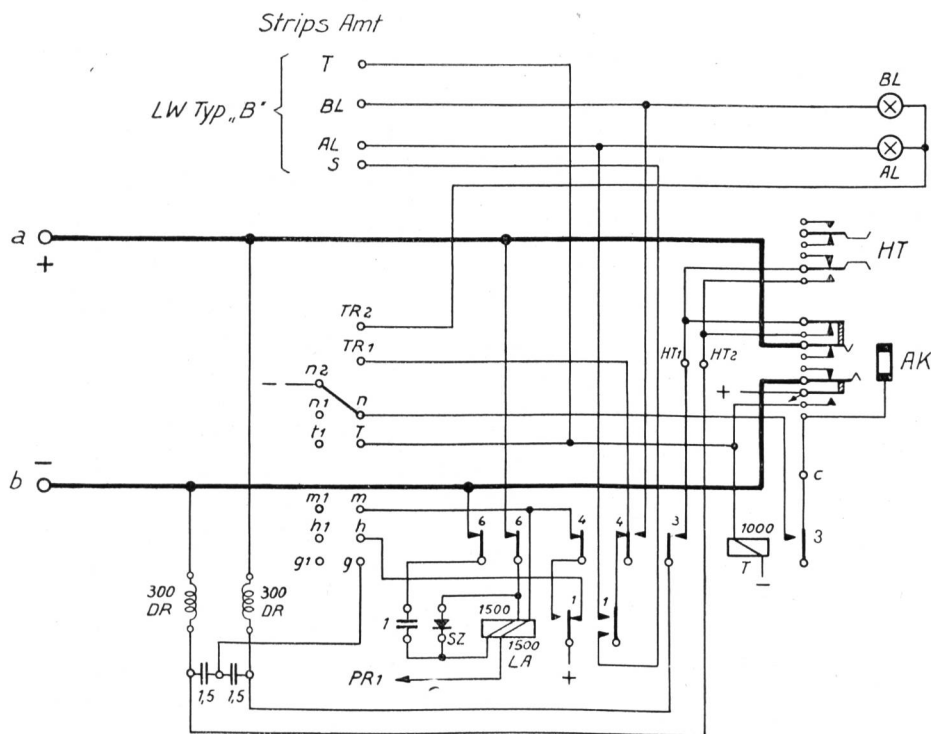 Strips Amt
LW Typ „B"
T
BL
AL
S
BL
AL
a
+
HT
TR2
TR1
HT1
HT2
AK
n2
−
+
n1
n
t1
T
c
b
−
m1
m
h1
h
g1
g
6
6
4
4
3
1000
T
−
3
300
DR
300
DR
1
SZ
1500
1500
LA
1
1
+
PR1
1,5
1,5